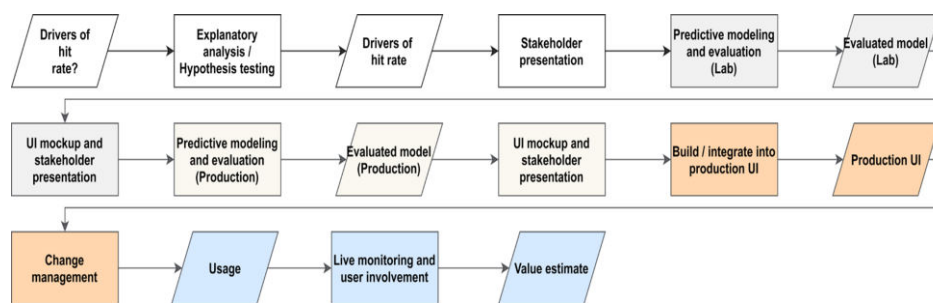 Drivers of
hit
rate?
Explanatory
analysis /
Hypothesis testing
Drivers of
hit rate
Stakeholder
presentation
Predictive modeling
and evaluation
(Lab)
Evaluated model
(Lab)
UI mockup and
stakeholder
presentation
Predictive modeling
and evaluation
(Production)
Evaluated model
(Production)
UI mockup and
stakeholder
presentation
Build / integrate into
production UI
Production UI
Change
management
Usage
Live monitoring and
user involvement
Value estimate